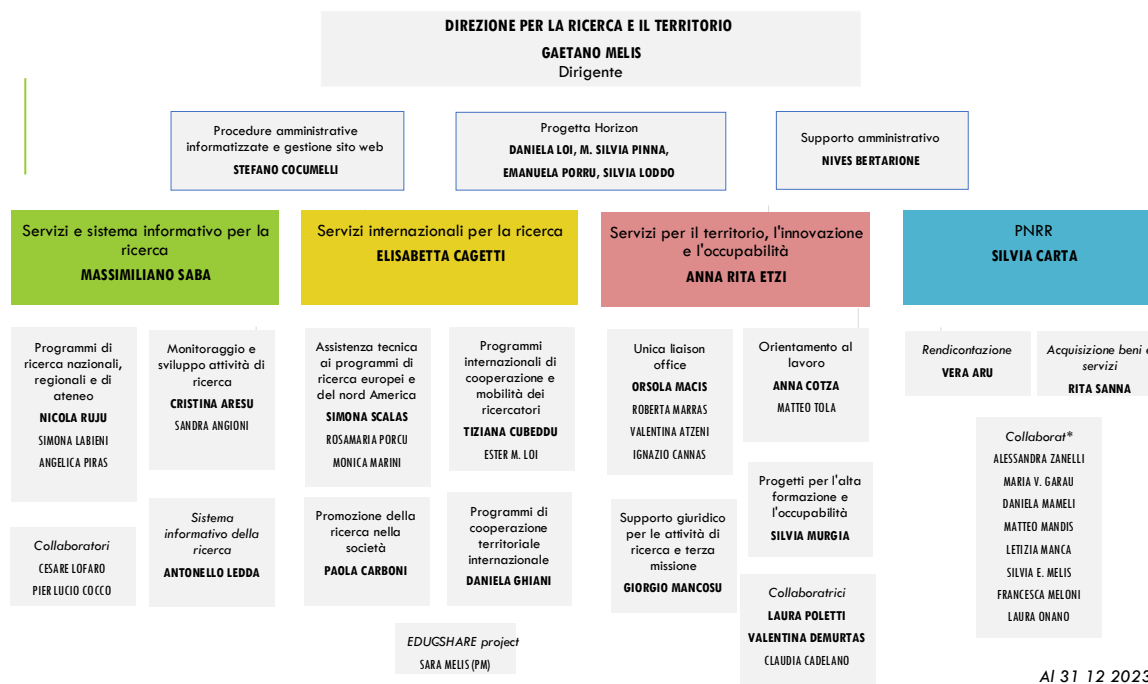 DIREZIONE PER LA RICERCA E IL TERRITORIO
GAETANO MELIS
Dirigente
Procedure amministrative
informatizzate e gestione sito web
STEFANO COCUMELLI
Progetta Horizon
DANIELA LOI, M. SILVIA PINNA,
EMANUELA PORRU, SILVIA LODDO
Supporto amministrativo
NIVES BERTARIONE
Servizi e sistema informativo per la
ricerca
MASSIMILIANO SABA
Servizi internazionali per la ricerca
ELISABETTA CAGETTI
Servizi per il territorio, l'innovazione
e l'occupabilità
ANNA RITA ETZI
PNRR
SILVIA CARTA
Programmi di
ricerca nazionali,
regionali e di
ateneo
NICOLA RUJU
SIMONA LABIENI
ANGELICA PIRAS
Monitoraggio e
sviluppo attività di
ricerca
CRISTINA ARESU
SANDRA ANGIONI
Assistenza tecnica
ai programmi di
ricerca europei e
del nord America
SIMONA SCALAS
ROSAMARIA PORCU
MONICA MARINI
Programmi
internazionali di
cooperazione e
mobilità dei
ricercatori
TIZIANA CUBEDDU
ESTER M. LOI
Unica liaison
office
ORSOLA MACIS
ROBERTA MARRAS
VALENTINA ATZENI
IGNAZIO CANNAS
Orientamento al
lavoro
ANNA COTZA
MATTEO TOLA
Rendicontazione
VERA ARU
Acquisizione beni e
servizi
RITA SANNA
Collaboratori
CESARE LOFARO
PIER LUCIO COCCO
Sistema
informativo della
ricerca
ANTONELLO LEDDA
Promozione della
ricerca nella
società
PAOLA CARBONI
Programmi di
cooperazione
territoriale
internazionale
DANIELA GHIANI
Supporto giuridico
per le attività di
ricerca e terza
missione
GIORGIO MANCOSU
Progetti per l'alta
formazione e
l'occupabilità
SILVIA MURGIA
Collaboratrici
LAURA POLETTI
VALENTINA DEMURTAS
CLAUDIA CADELANO
Collaborat*
ALESSANDRA ZANELLI
MARIA V. GARAU
DANIELA MAMELI
MATTEO MANDIS
LETIZIA MANCA
SILVIA E. MELIS
FRANCESCA MELONI
LAURA ONANO
EDUGSHARE project
SARA MELIS (PM)
Al 31 12 2023